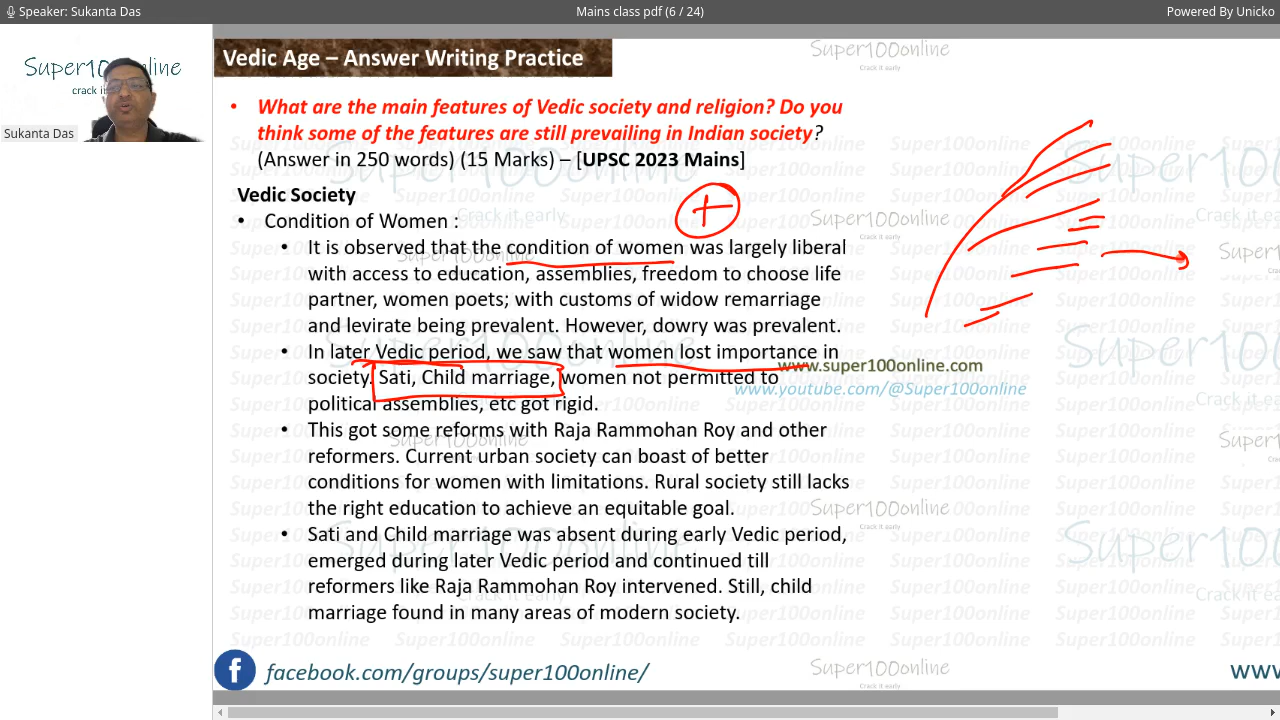 Speaker: Sukanta Das
Mains class pdf (6 / 24)
Powered By Unicko
Super100online
crack it early
Sukanta Das
Vedic Age – Answer Writing Practice
• What are the main features of Vedic society and religion? Do you
think some of the features are still prevailing in Indian society?
(Answer in 250 words) (15 Marks) – [UPSC 2023 Mains]
Vedic Society
• Condition of Women :
• It is observed that the condition of women was largely liberal
with access to education, assemblies, freedom to choose life
partner, women poets; with customs of widow remarriage
and levirate being prevalent. However, dowry was prevalent.
• In later Vedic period, we saw that women lost importance in
society. Sati, Child marriage, women not permitted to
political assemblies, etc got rigid.
• This got some reforms with Raja Rammohan Roy and other
reformers. Current urban society can boast of better
conditions for women with limitations. Rural society still lacks
the right education to achieve an equitable goal.
• Sati and Child marriage was absent during early Vedic period,
emerged during later Vedic period and continued till
reformers like Raja Rammohan Roy intervened. Still, child
marriage found in many areas of modern society.
www.super100online.com
www.youtube.com/@Super100online
Super100online
Crack it early
facebook.com/groups/super100online/
www